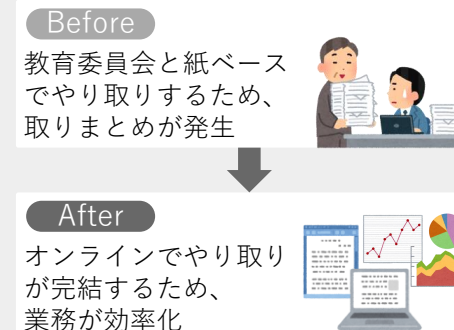 Before
教育委員会と紙ベース
でやり取りするため、
取りまとめが発生
After
オンラインでやり取り
が完結するため、
業務が効率化